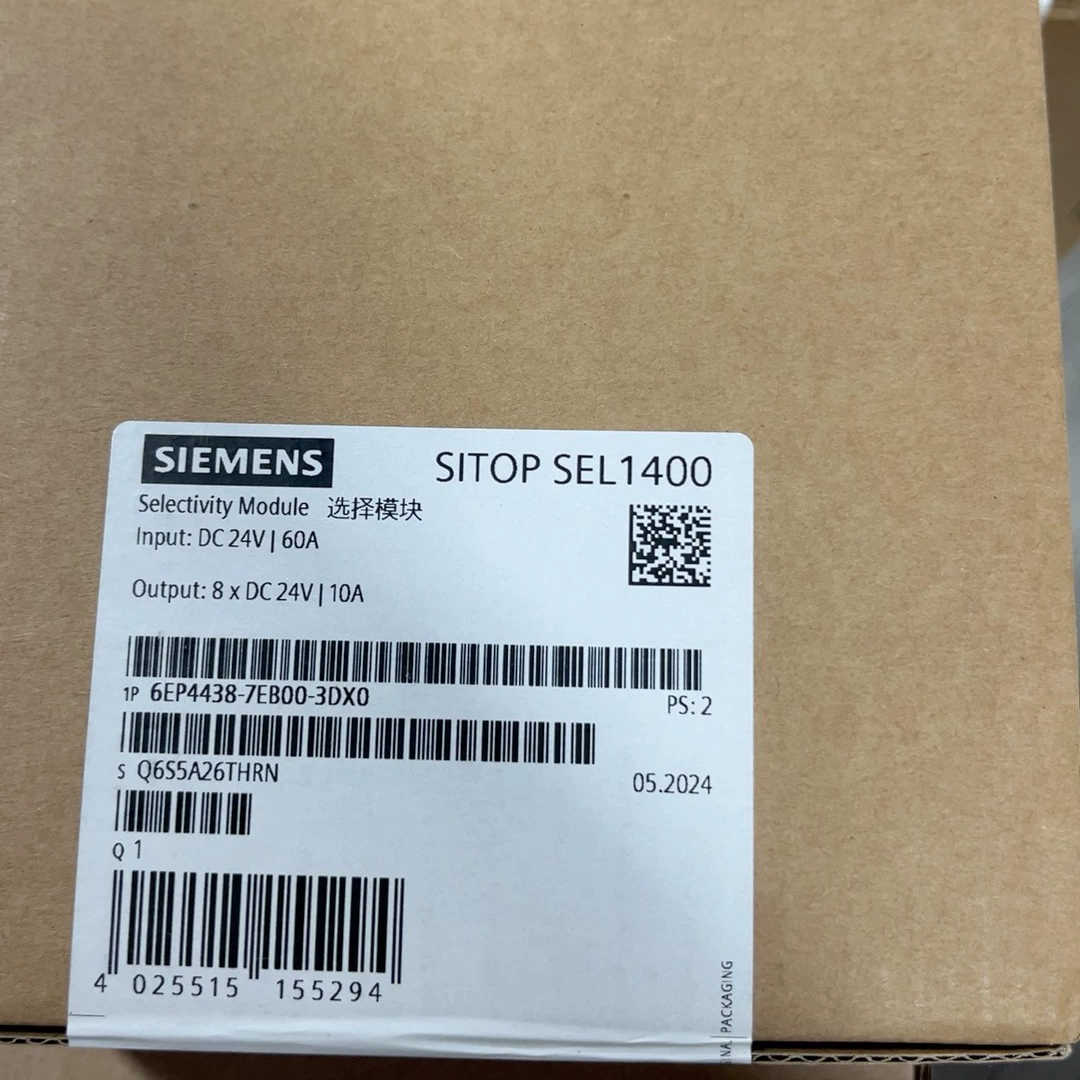 SIEMENS
SITOP SEL1400
Selectivity Module 选择模块
Input: DC 24V | 60A
Output: 8 x DC 24V | 10A
1P 6EP4438-7EB00-3DX0
PS: 2
S Q6S5A26THRN
05.2024
Q 1
4 025515 155294
PACKAGING